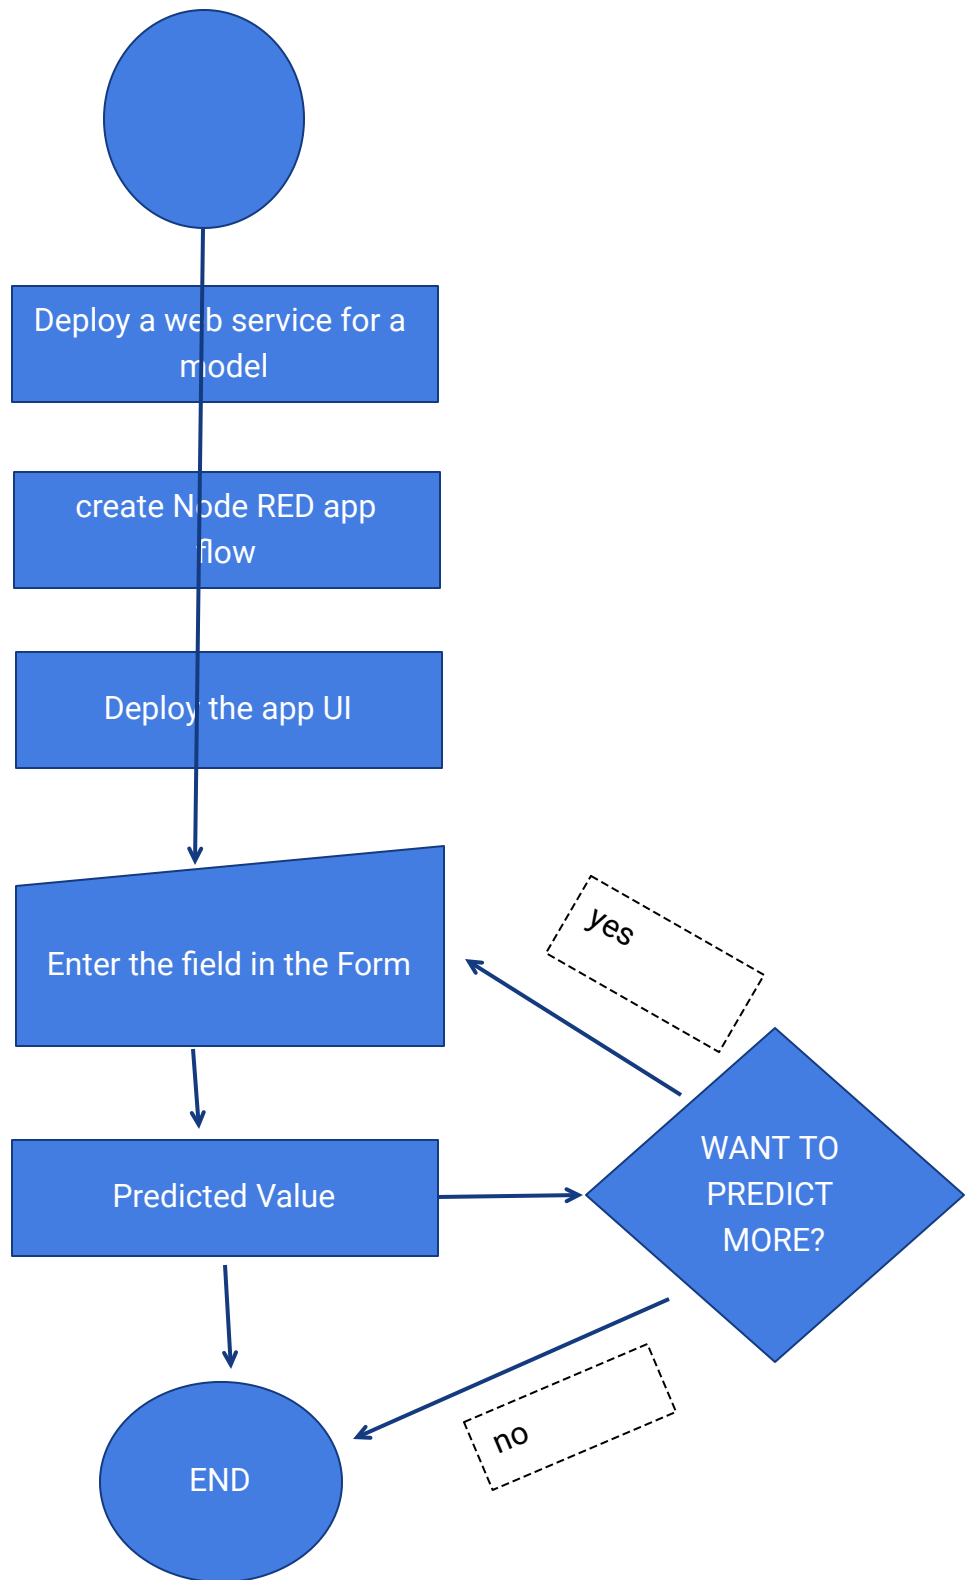 Deploy a web service for a
model
create Node RED app
flow
Deploy the app UI
Enter the field in the Form
yes
Predicted Value
WANT TO
PREDICT
MORE?
no
END